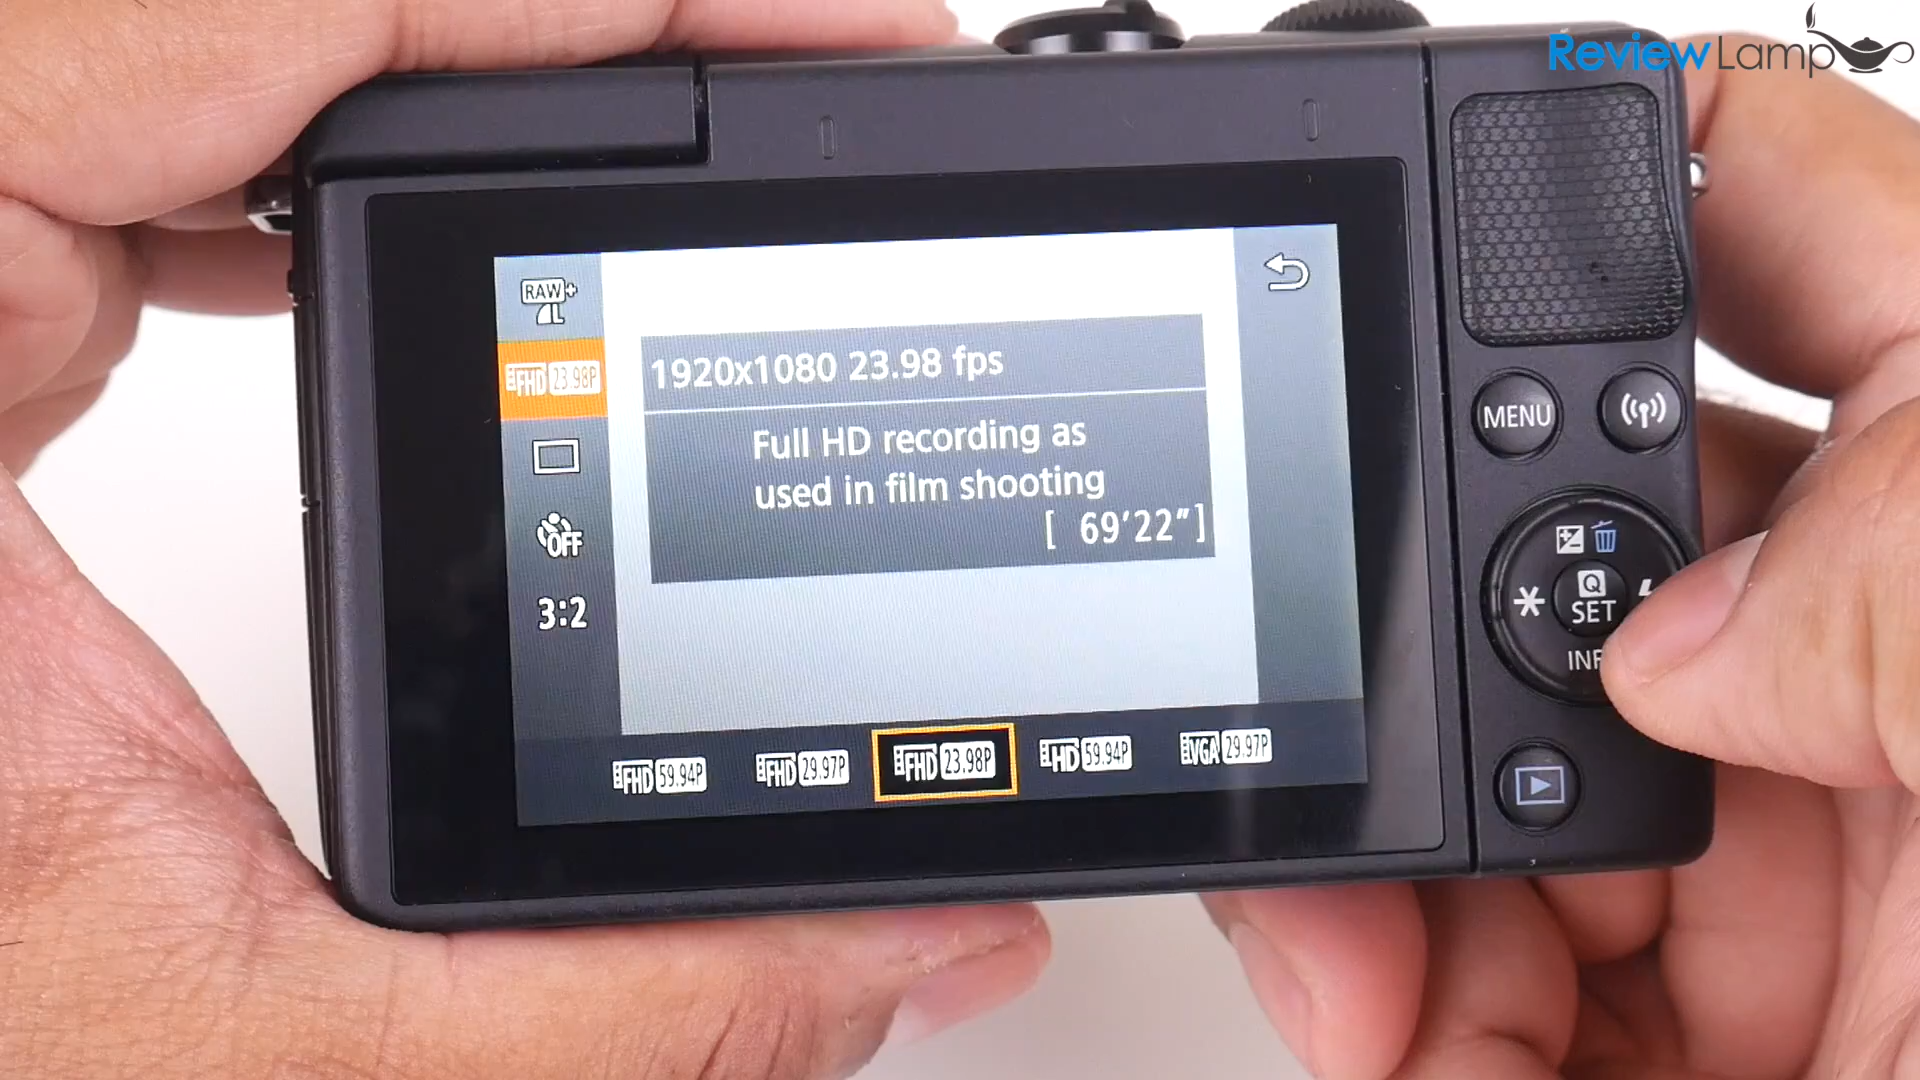 ReviewLamp
RAW+
L
FHD 23.98P
1920x1080 23.98 fps
Full HD recording as
used in film shooting
[ 69'22"]
OFF
3:2
FHD 59.94P
FHD 29.97P
FHD 23.98P
HD 59.94P
VGA 29.97P
MENU
Q
SET